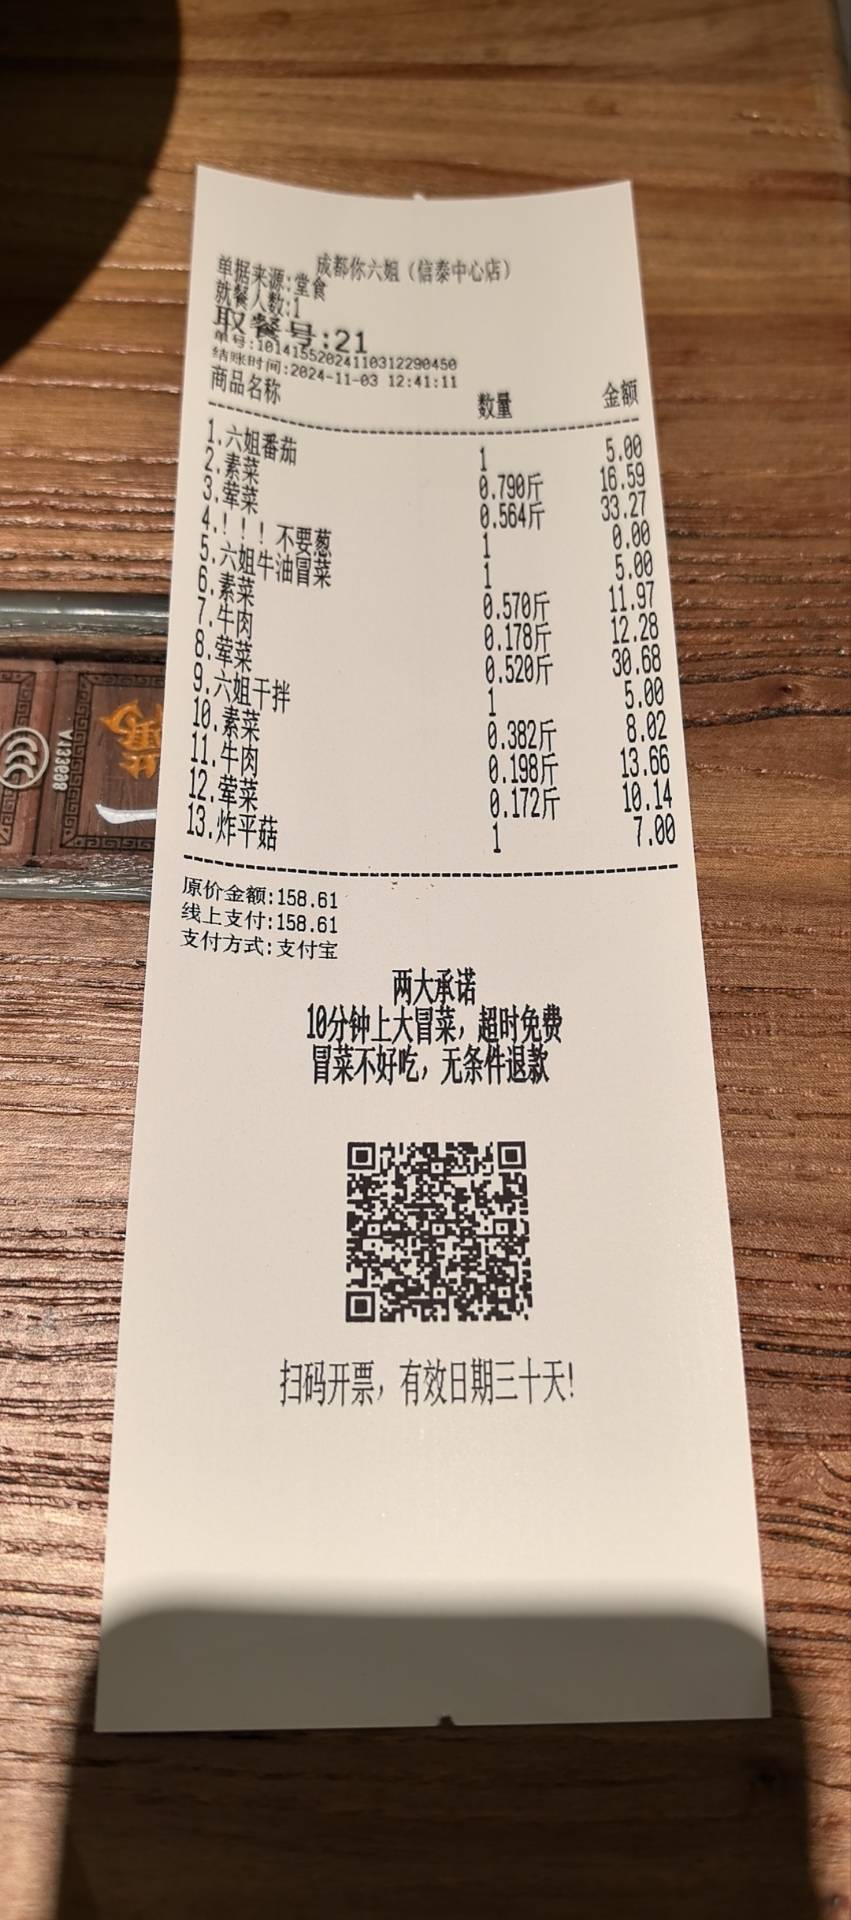 成都你六姐（信泰中心店）
单据来源:堂食
就餐人数:1
取餐号:21
单号:10141552024110312290450
结账时间:2024-11-03 12:41:11
商品名称 数量 金额
1.六姐番茄 1 5.00
2.素菜 0.790斤 16.59
3.荤菜 0.564斤 33.27
4.！！！不要葱 1 0.00
5.六姐牛油冒菜 1 5.00
6.素菜 0.570斤 11.97
7.牛肉 0.178斤 12.28
8.荤菜 0.520斤 30.68
9.六姐干拌 1 5.00
10.素菜 0.382斤 8.02
11.牛肉 0.198斤 13.66
12.荤菜 0.172斤 10.14
13.炸平菇 1 7.00
原价金额:158.61
线上支付:158.61
支付方式:支付宝
两大承诺
10分钟上大冒菜，超时免费
冒菜不好吃，无条件退款
扫码开票，有效日期三十天!
A133698